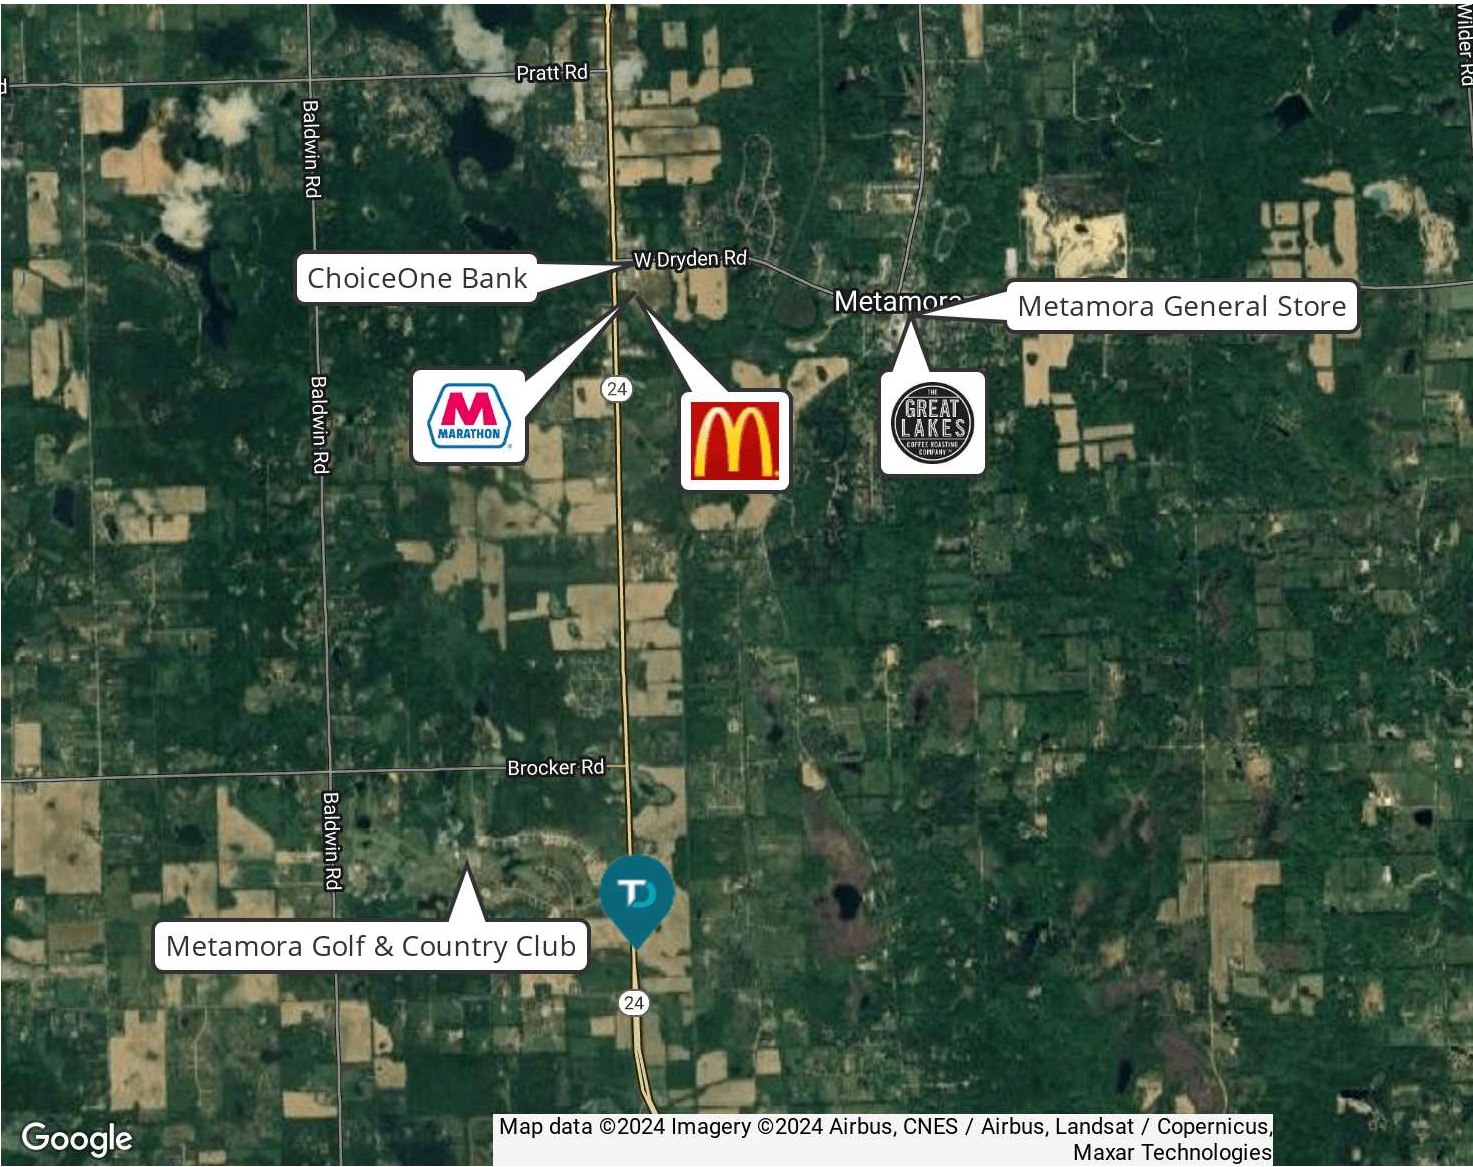 Wilder Rd
Pratt Rd
d
Baldwin Rd
W Dryden Rd
ChoiceOne Bank
Metamora
Metamora General Store
24
Baldwin Rd
M
MARATHON
®
THE
GREAT
LAKES
COFFEE ROASTING
COMPANY™
Brocker Rd
Baldwin Rd
TD
Metamora Golf & Country Club
24
Google
Map data ©2024 Imagery ©2024 Airbus, CNES / Airbus, Landsat / Copernicus,
Maxar Technologies